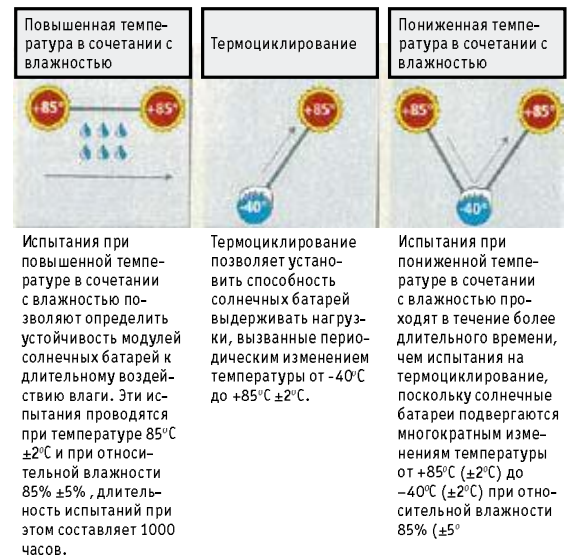 Повышенная темпе-
ратура в сочетании с
влажностью
Термоциклирование
Пониженная темпе-
ратура в сочетании с
влажностью
+85° +85°
+85°
-40°
+85° +85°
-40°
Испытания при
повышенной темпе-
ратуре в сочетании
с влажностью по-
зволяют определить
устойчивость модулей
солнечных батарей к
длительному воздей-
ствию влаги. Эти ис-
пытания проводятся
при температуре 85°C
±2°C и при относи-
тельной влажности
85% ±5% , длитель-
ность испытаний при
этом составляет 1000
часов.
Термоциклирование
позволяет устано-
вить способность
солнечных батарей
выдерживать нагруз-
ки, вызванные перио-
дическим изменением
температуры от -40°C
до +85°C ±2°C.
Испытания при
пониженной темпе-
ратуре в сочетании
с влажностью про-
ходят в течение более
длительного времени,
чем испытания на
термоциклирование,
поскольку солнечные
батареи подвергаются
многократным изме-
нениям температуры
от +85°C (±2°C) до
–40°C (±2°C) при отно-
сительной влажности
85% (±5°